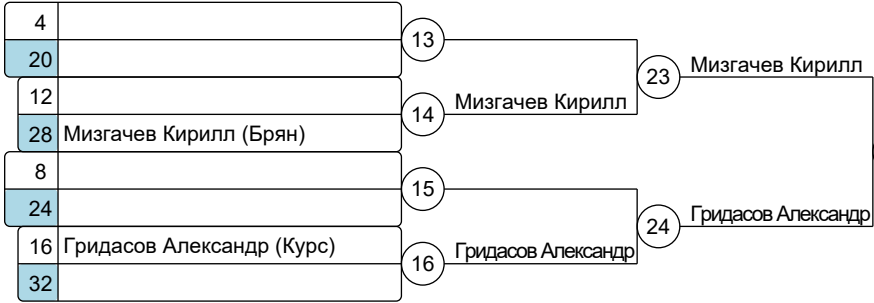 4
13
20
23 Мизгачев Кирилл
12
14 Мизгачев Кирилл
28 Мизгачев Кирилл (Брян)
8
15
24
24 Гридасов Александр
16 Гридасов Александр (Курс)
16 Гридасов Александр
32